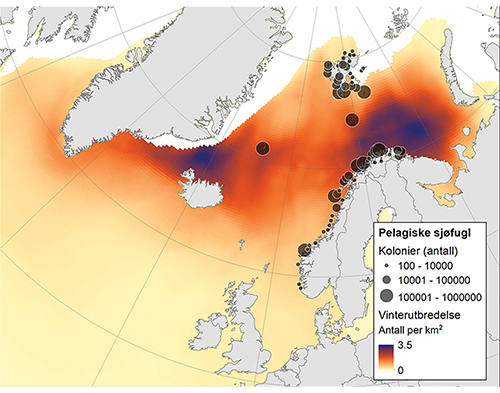 Pelagiske sjøfugl
Kolonier (antall)
100 - 10000
10001 - 100000
100001 - 1000000
Vinterutbredelse
Antall per km²
3.5
0